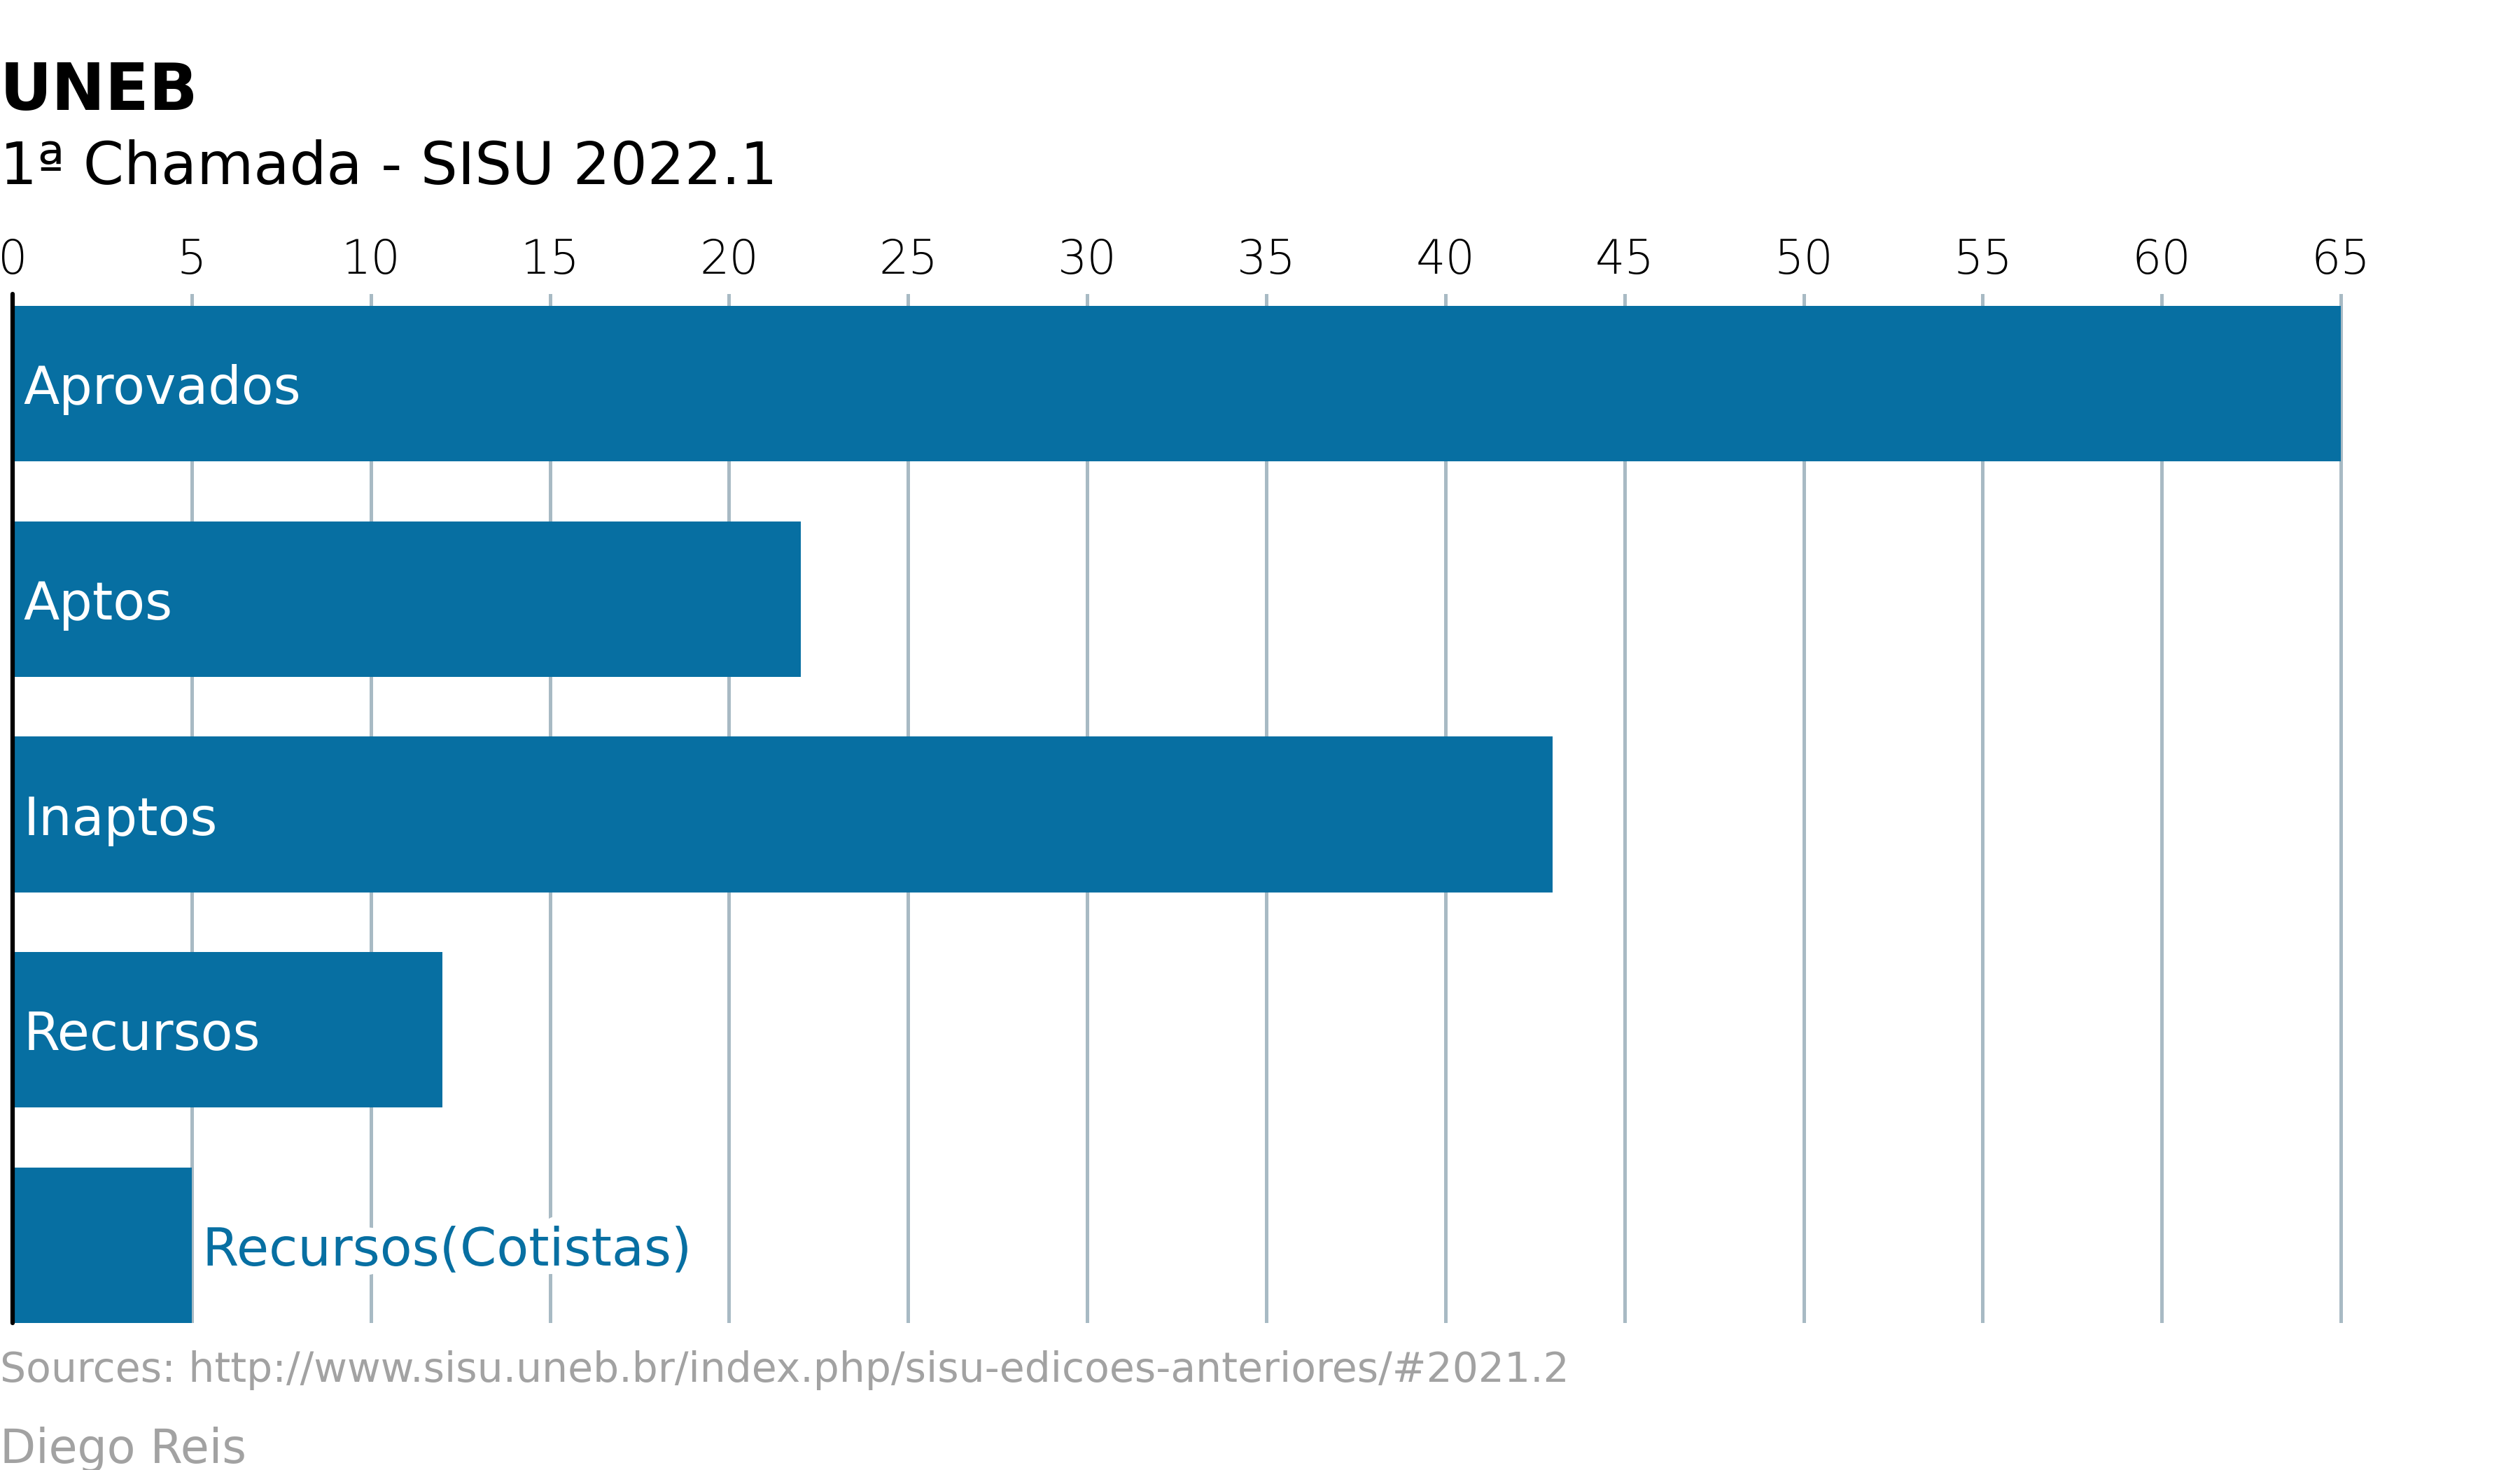 UNEB
1ª Chamada - SISU 2022.1
0 5 10 15 20 25 30 35 40 45 50 55 60 65
Aprovados
Aptos
Inaptos
Recursos
Recursos(Cotistas)
Sources: http://www.sisu.uneb.br/index.php/sisu-edicoes-anteriores/#2021.2
Diego Reis